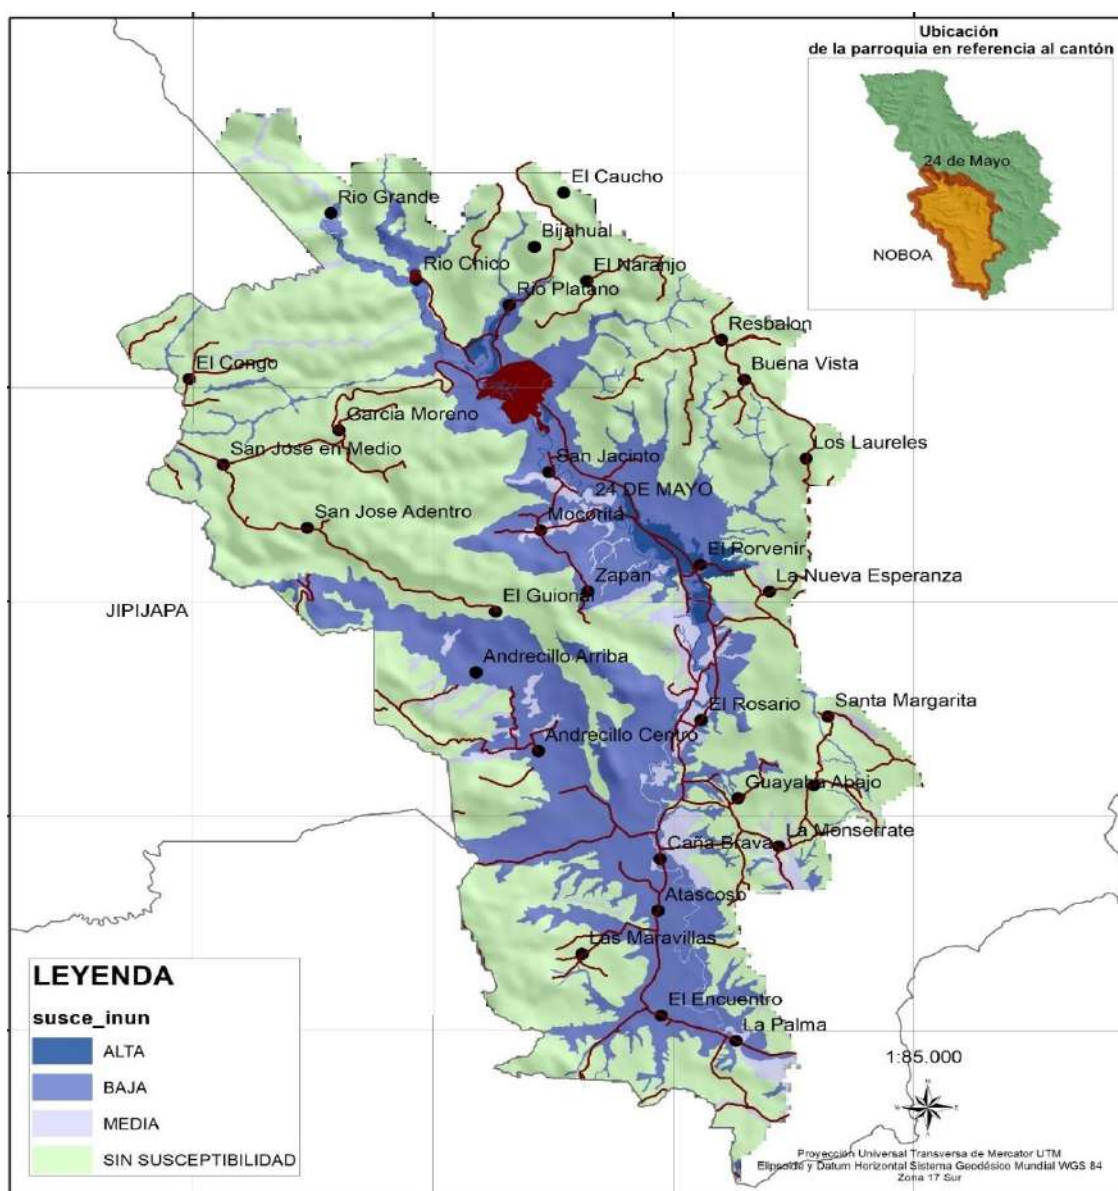 Ubicación
de la parroquia en referencia al cantón
24 de Mayo
NOBOA
El Caucho
Rio Grande
Bijahual
Rio Chico
El Naranjo
Rio Platano
Resbalon
Buena Vista
El Congo
Garcia Moreno
San Jose en Medio
Los Laureles
San Jacinto
24 DE MAYO
San Jose Adentro
Mocorita
El Porvenir
Zapan
La Nueva Esperanza
El Guional
JIPIJAPA
Andrecillo Arriba
Santa Margarita
El Rosario
Andrecillo Centro
Guayaba Abajo
La Monserrate
Caña Brava
Atascoso
Las Maravillas
El Encuentro
La Palma
LEYENDA
susce_inun
ALTA
BAJA
MEDIA
SIN SUSCEPTIBILIDAD
1:85.000
Proyección Universal Transversa de Mercator UTM
Elipsoide y Datum Horizontal Sistema Geodésico Mundial WGS 84
Zona 17 Sur